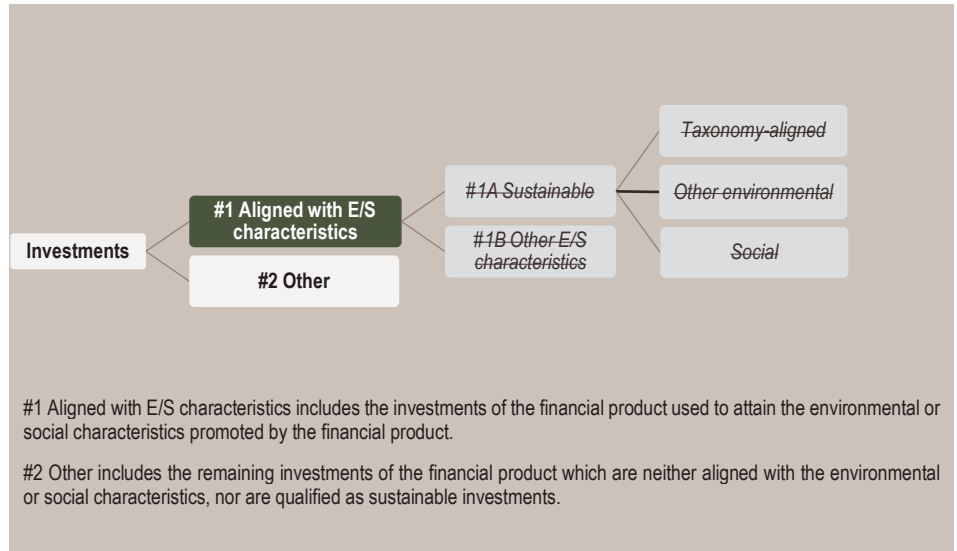 Taxonomy-aligned
#1A Sustainable
Other environmental
#1 Aligned with E/S
characteristics
#1B Other E/S
characteristics
Social
Investments
#2 Other
#1 Aligned with E/S characteristics includes the investments of the financial product used to attain the environmental or
social characteristics promoted by the financial product.
#2 Other includes the remaining investments of the financial product which are neither aligned with the environmental
or social characteristics, nor are qualified as sustainable investments.